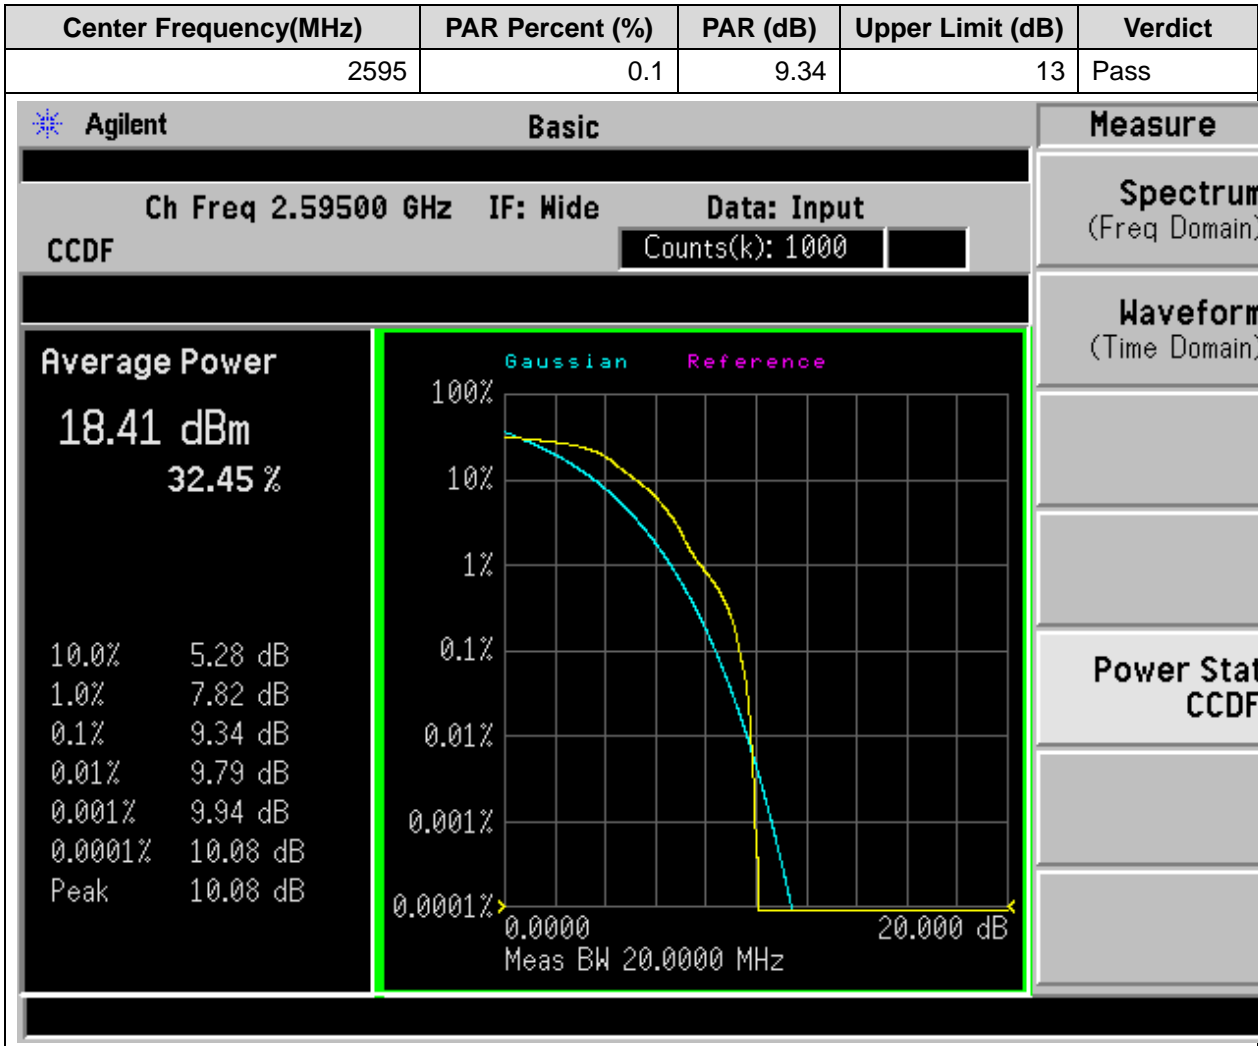 Center Frequency(MHz) PAR Percent (%) PAR (dB) Upper Limit (dB) Verdict
2595 0.1 9.34 13 Pass
Agilent Basic Measure
Ch Freq 2.59500 GHz IF: Wide Data: Input
CCDF Counts(k): 1000
Spectrum
(Freq Domain)
Waveform
(Time Domain)
Power Stat
CCDF
Average Power
18.41 dBm
32.45 %
10.0% 5.28 dB
1.0% 7.82 dB
0.1% 9.34 dB
0.01% 9.79 dB
0.001% 9.94 dB
0.0001% 10.08 dB
Peak 10.08 dB
Gaussian Reference
100%
10%
1%
0.1%
0.01%
0.001%
0.0001%
0.0000 20.000 dB
Meas BW 20.0000 MHz